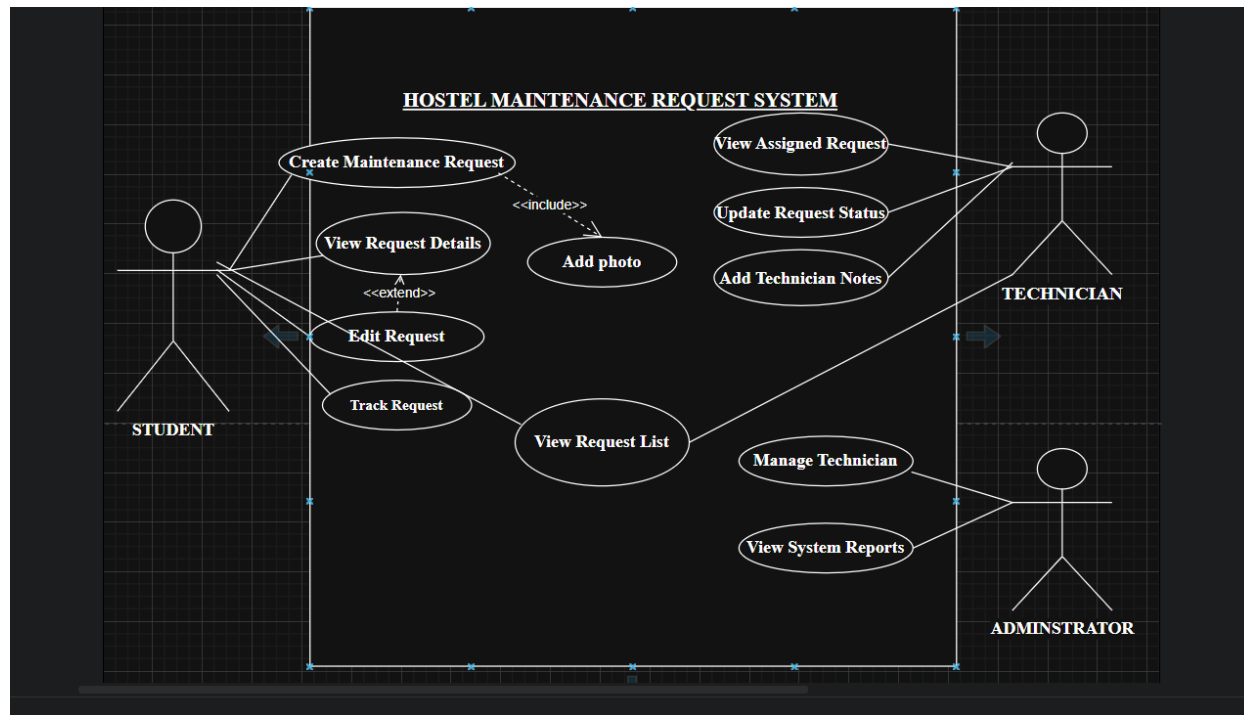 HOSTEL MAINTENANCE REQUEST SYSTEM
Create Maintenance Request
<<include>>
Add photo
View Request Details
<<extend>>
Edit Request
Track Request
View Request List
STUDENT
View Assigned Request
Update Request Status
Add Technician Notes
TECHNICIAN
Manage Technician
View System Reports
ADMINSTRATOR